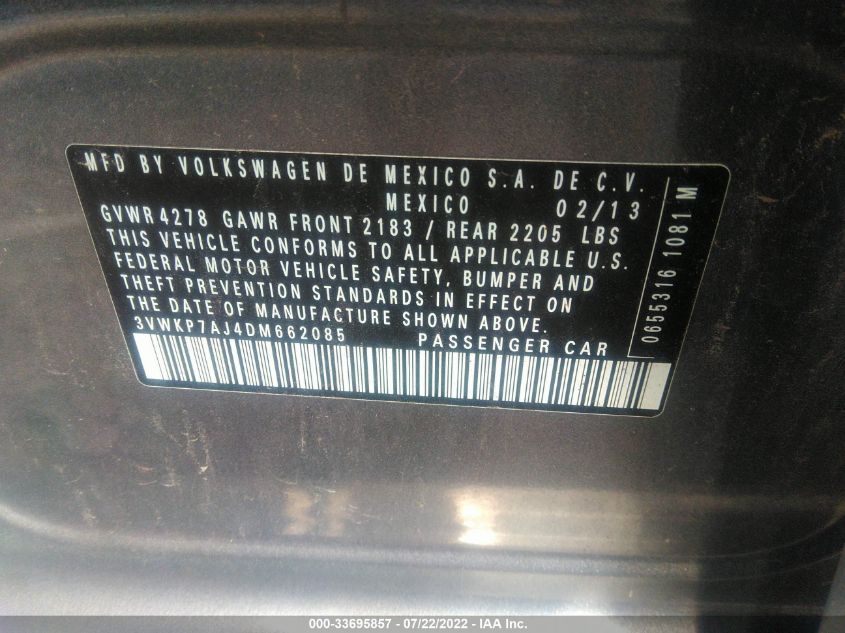 MFD BY VOLKSWAGEN DE MEXICO S.A. DE C.V.
MEXICO 02/13
GVWR 4278 GAWR FRONT 2183 / REAR 2205 LBS
THIS VEHICLE CONFORMS TO ALL APPLICABLE U.S.
FEDERAL MOTOR VEHICLE SAFETY, BUMPER AND
THEFT PREVENTION STANDARDS IN EFFECT ON
THE DATE OF MANUFACTURE SHOWN ABOVE.
3VWKP7AJ4DM662085 PASSENGER CAR
0655316 1081 M
000-33695857 - 07/22/2022 - IAA Inc.